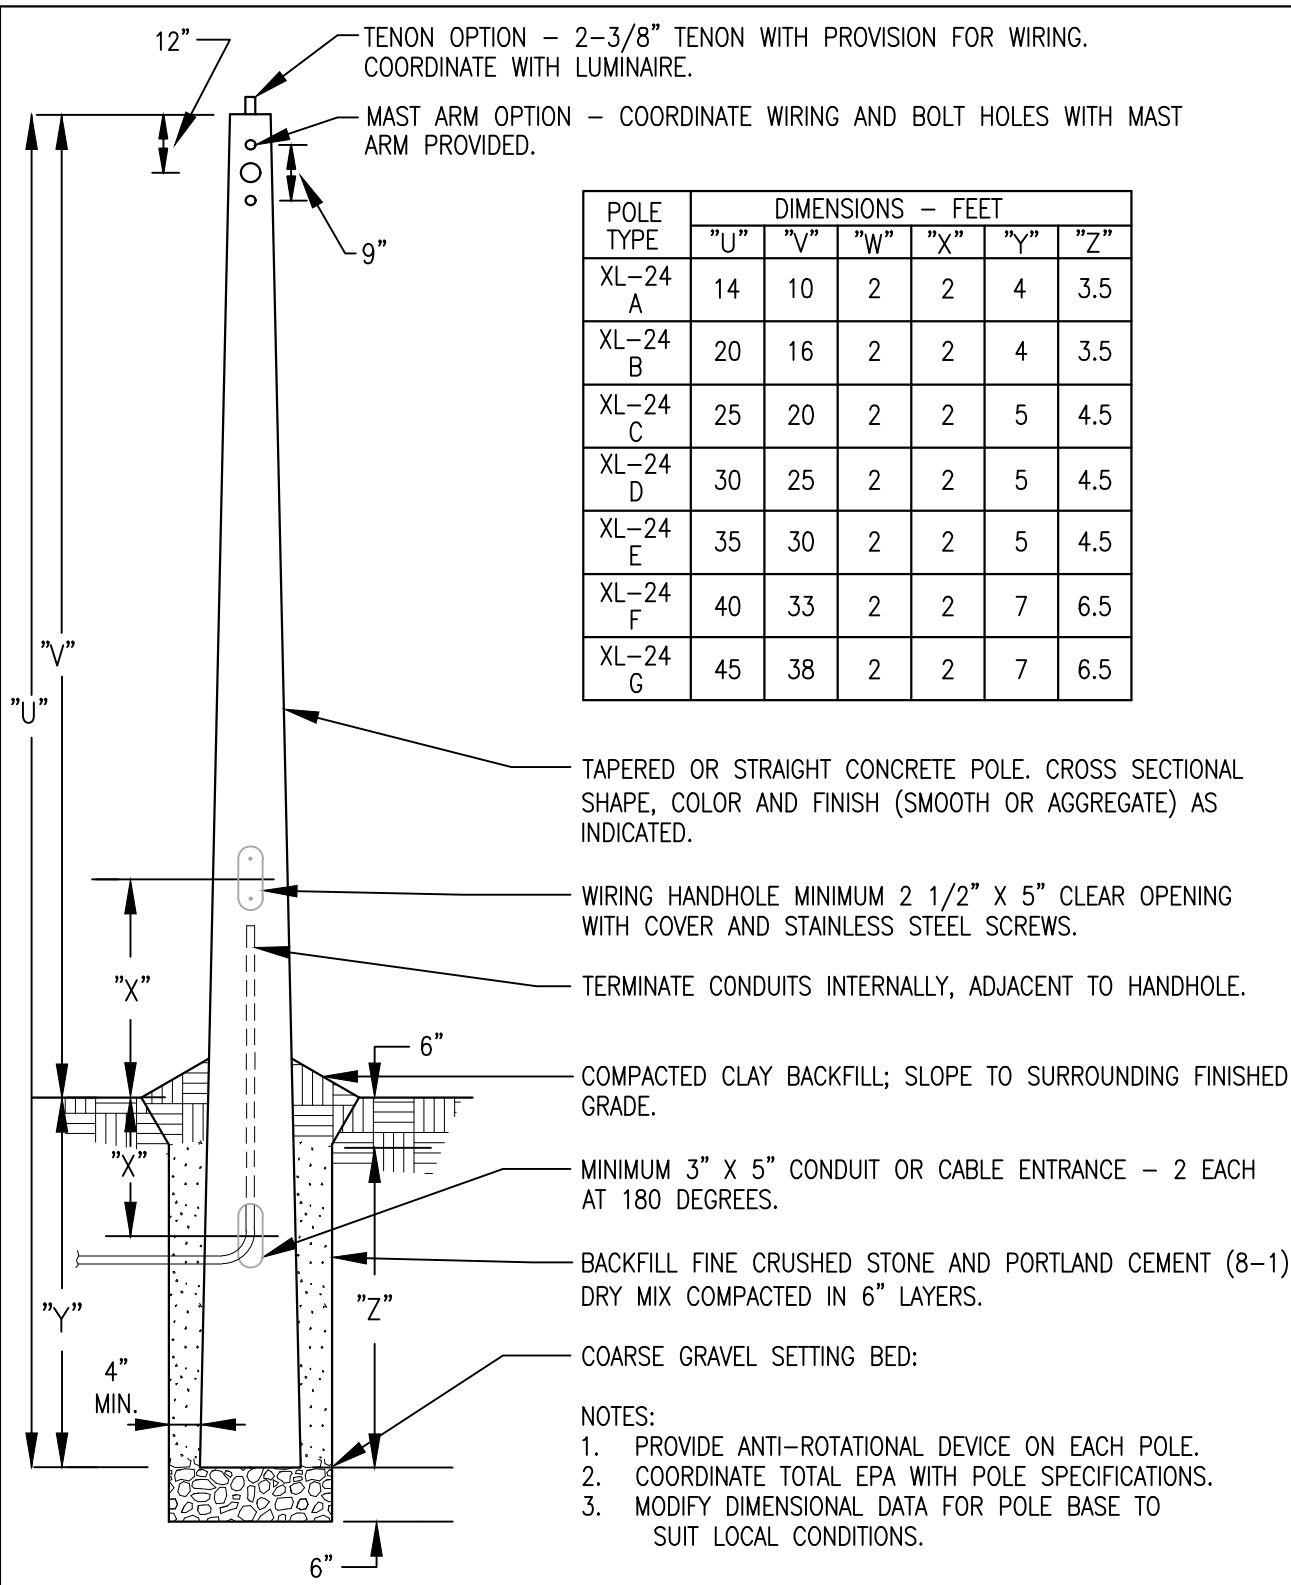 12”
TENON OPTION – 2–3/8” TENON WITH PROVISION FOR WIRING.
COORDINATE WITH LUMINAIRE.
MAST ARM OPTION – COORDINATE WIRING AND BOLT HOLES WITH MAST
ARM PROVIDED.
9”
POLE TYPE DIMENSIONS – FEET
”U” ”V” ”W” ”X” ”Y” ”Z”
XL–24 A 14 10 2 2 4 3.5
XL–24 B 20 16 2 2 4 3.5
XL–24 C 25 20 2 2 5 4.5
XL–24 D 30 25 2 2 5 4.5
XL–24 E 35 30 2 2 5 4.5
XL–24 F 40 33 2 2 7 6.5
XL–24 G 45 38 2 2 7 6.5
”V”
”U”
TAPERED OR STRAIGHT CONCRETE POLE. CROSS SECTIONAL
SHAPE, COLOR AND FINISH (SMOOTH OR AGGREGATE) AS
INDICATED.
WIRING HANDHOLE MINIMUM 2 1/2” X 5” CLEAR OPENING
WITH COVER AND STAINLESS STEEL SCREWS.
”X”
TERMINATE CONDUITS INTERNALLY, ADJACENT TO HANDHOLE.
6”
COMPACTED CLAY BACKFILL; SLOPE TO SURROUNDING FINISHED
GRADE.
”X”
MINIMUM 3” X 5” CONDUIT OR CABLE ENTRANCE – 2 EACH
AT 180 DEGREES.
BACKFILL FINE CRUSHED STONE AND PORTLAND CEMENT (8–1)
DRY MIX COMPACTED IN 6” LAYERS.
”Y”
”Z”
4”
MIN.
COARSE GRAVEL SETTING BED:
NOTES:
1. PROVIDE ANTI–ROTATIONAL DEVICE ON EACH POLE.
2. COORDINATE TOTAL EPA WITH POLE SPECIFICATIONS.
3. MODIFY DIMENSIONAL DATA FOR POLE BASE TO
SUIT LOCAL CONDITIONS.
6”